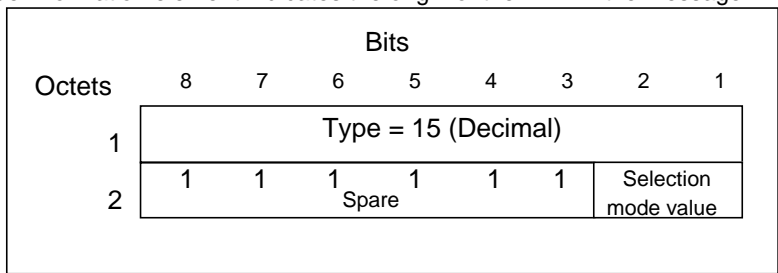 Bits
Octets 8 7 6 5 4 3 2 1
1 Type = 15 (Decimal)
2 1 1 1 1 1 1 Selection
Spare mode value